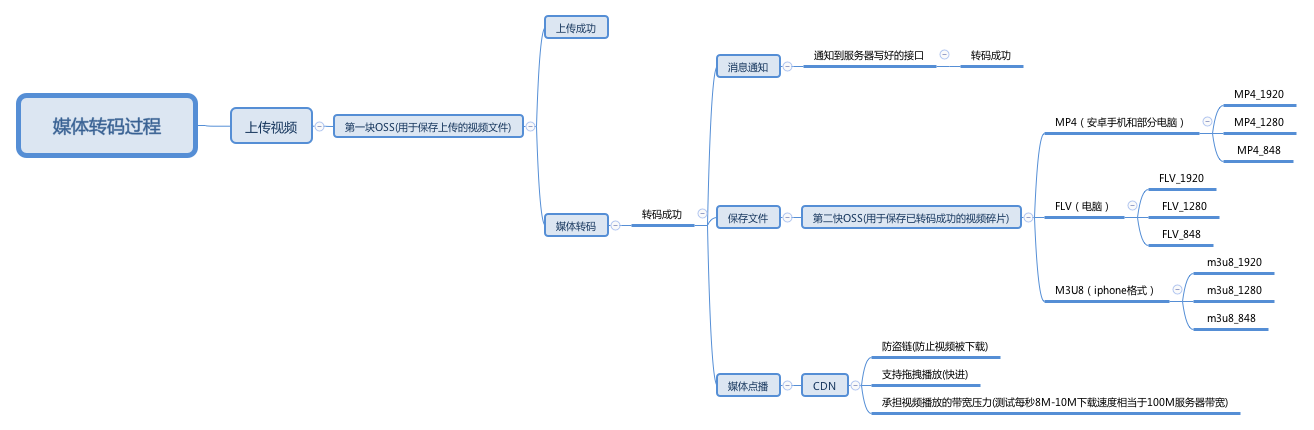 媒体转码过程
上传视频
第一块OSS(用于保存上传的视频文件)
上传成功
媒体转码
转码成功
消息通知
通知到服务器写好的接口
转码成功
保存文件
第二快OSS(用于保存已转码成功的视频碎片)
MP4（安卓手机和部分电脑）
MP4_1920
MP4_1280
MP4_848
FLV（电脑）
FLV_1920
FLV_1280
FLV_848
M3U8（iphone格式）
m3u8_1920
m3u8_1280
m3u8_848
媒体点播
CDN
防盗链(防止视频被下载)
支持拖拽播放(快进)
承担视频播放的带宽压力(测试每秒8M-10M下载速度相当于100M服务器带宽)